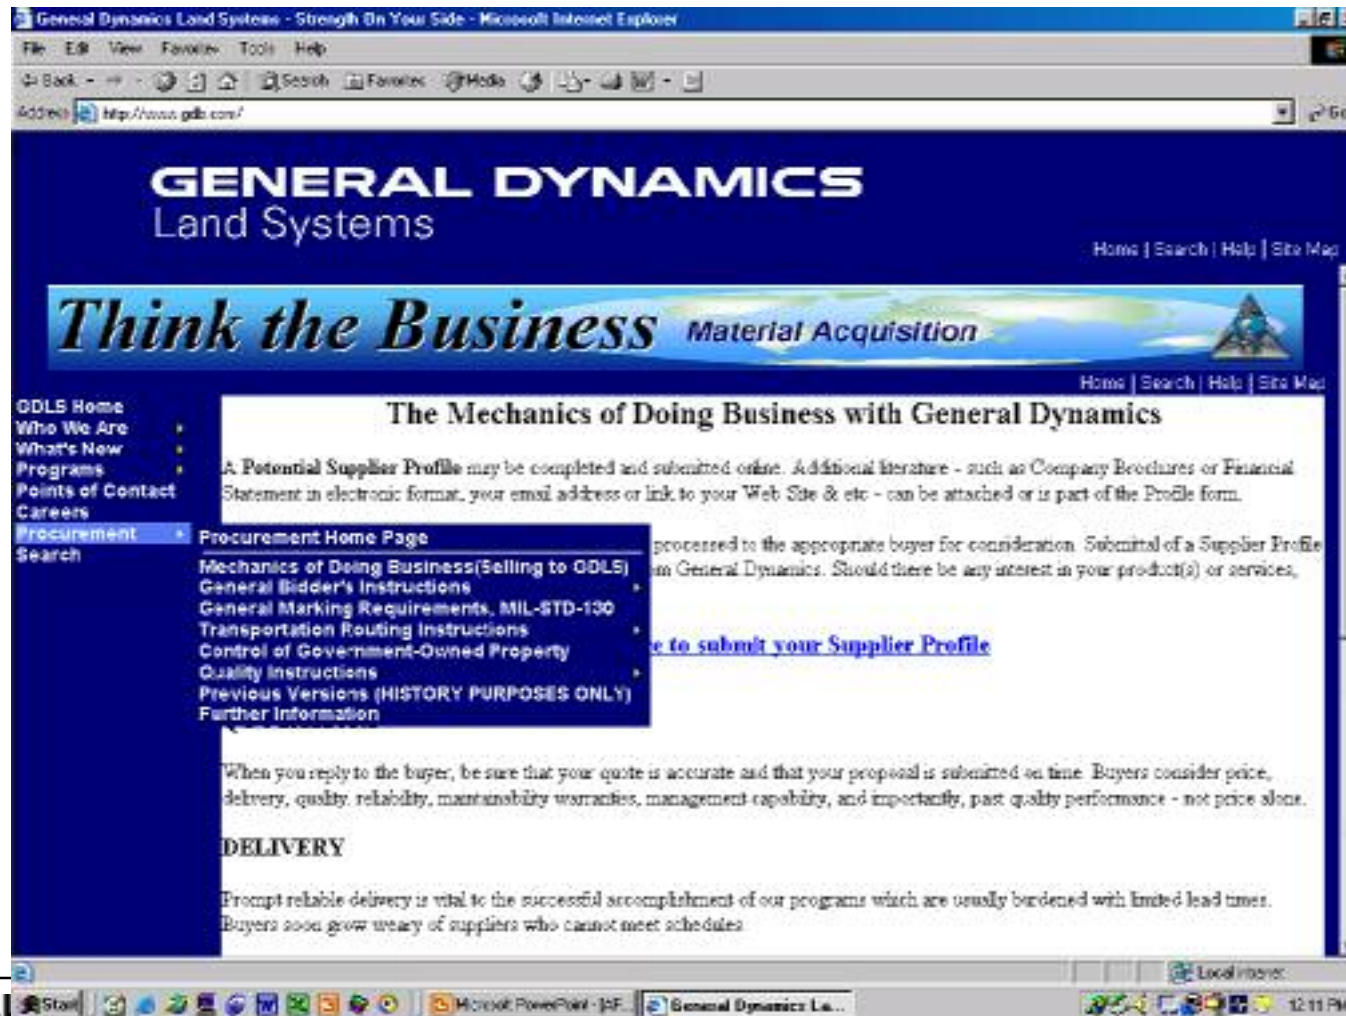 General Dynamics Land Systems - Strength On Your Side - Microsoft Internet Explorer
File Edit View Favorites Tools Help
Back Search Favorites Media
Address http://www.gdls.com/ Go
GENERAL DYNAMICS
Land Systems
Home | Search | Help | Site Map
Think the Business Material Acquisition
Home | Search | Help | Site Map
GDLS Home
Who We Are
What's New
Programs
Points of Contact
Careers
Procurement
Search
Procurement Home Page
Mechanics of Doing Business(Selling to GDLS)
General Bidder's Instructions
General Marking Requirements, MIL-STD-130
Transportation Routing Instructions
Control of Government-Owned Property
Quality Instructions
Previous Versions (HISTORY PURPOSES ONLY)
Further Information
The Mechanics of Doing Business with General Dynamics
A Potential Supplier Profile may be completed and submitted online. Additional literature - such as Company Brochures or Financial
Statement in electronic format, your email address or link to your Web Site & etc - can be attached or is part of the Profile form.
processed to the appropriate buyer for consideration. Submittal of a Supplier Profile
om General Dynamics. Should there be any interest in your product(s) or services,
e to submit your Supplier Profile
When you reply to the buyer, be sure that your quote is accurate and that your proposal is submitted on time. Buyers consider price,
delivery, quality, reliability, maintainability warranties, management capability, and importantly, past quality performance - not price alone.
DELIVERY
Prompt reliable delivery is vital to the successful accomplishment of our programs which are usually burdened with limited lead times.
Buyers soon grow weary of suppliers who cannot meet schedules.
Local intranet
Start Microsoft PowerPoint - [AF... General Dynamics La... 12:11 PM